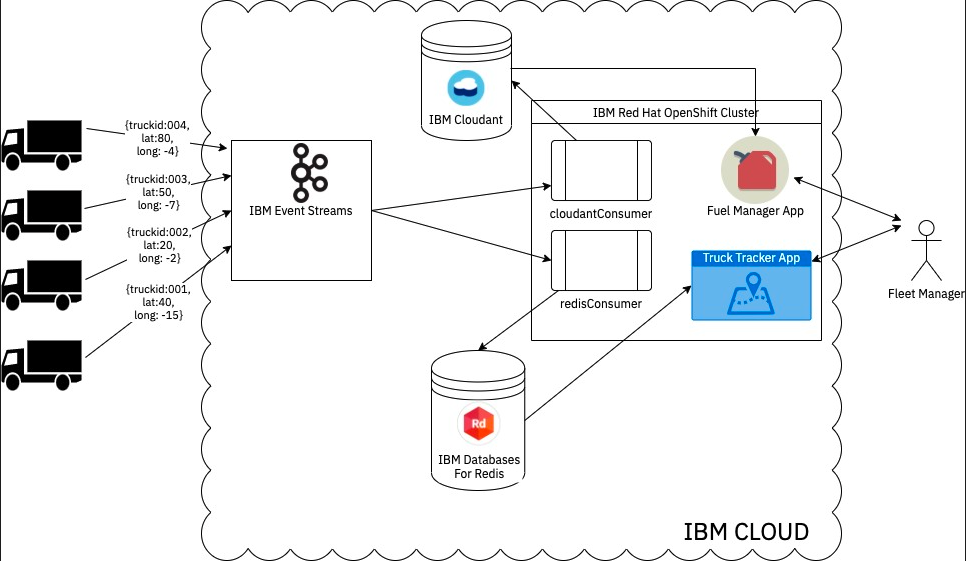 {truckid:004,
lat:80,
long: -4}
{truckid:003,
lat:50,
long: -7}
{truckid:002,
lat:20,
long: -2}
{truckid:001,
lat:40,
long: -15}
IBM Event Streams
IBM Cloudant
IBM Red Hat OpenShift Cluster
cloudantConsumer
redisConsumer
Fuel Manager App
Truck Tracker App
Fleet Manager
Rd
IBM Databases
For Redis
IBM CLOUD